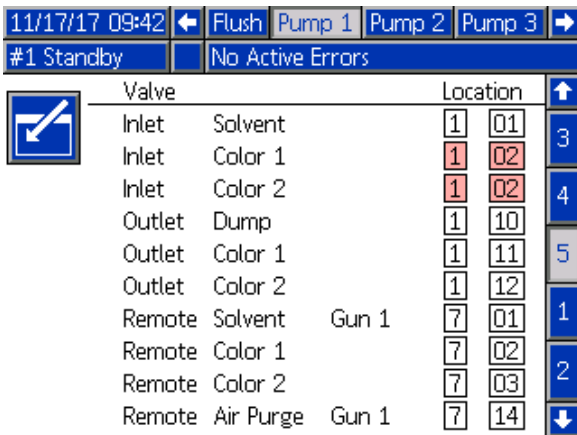 11/17/17 09:42 Flush Pump 1 Pump 2 Pump 3
#1 Standby No Active Errors
Valve Location
Inlet Solvent 1 01
Inlet Color 1 1 02
Inlet Color 2 1 02
Outlet Dump 1 10
Outlet Color 1 1 11
Outlet Color 2 1 12
Remote Solvent Gun 1 7 01
Remote Color 1 7 02
Remote Color 2 7 03
Remote Air Purge Gun 1 7 14
3
4
5
1
2